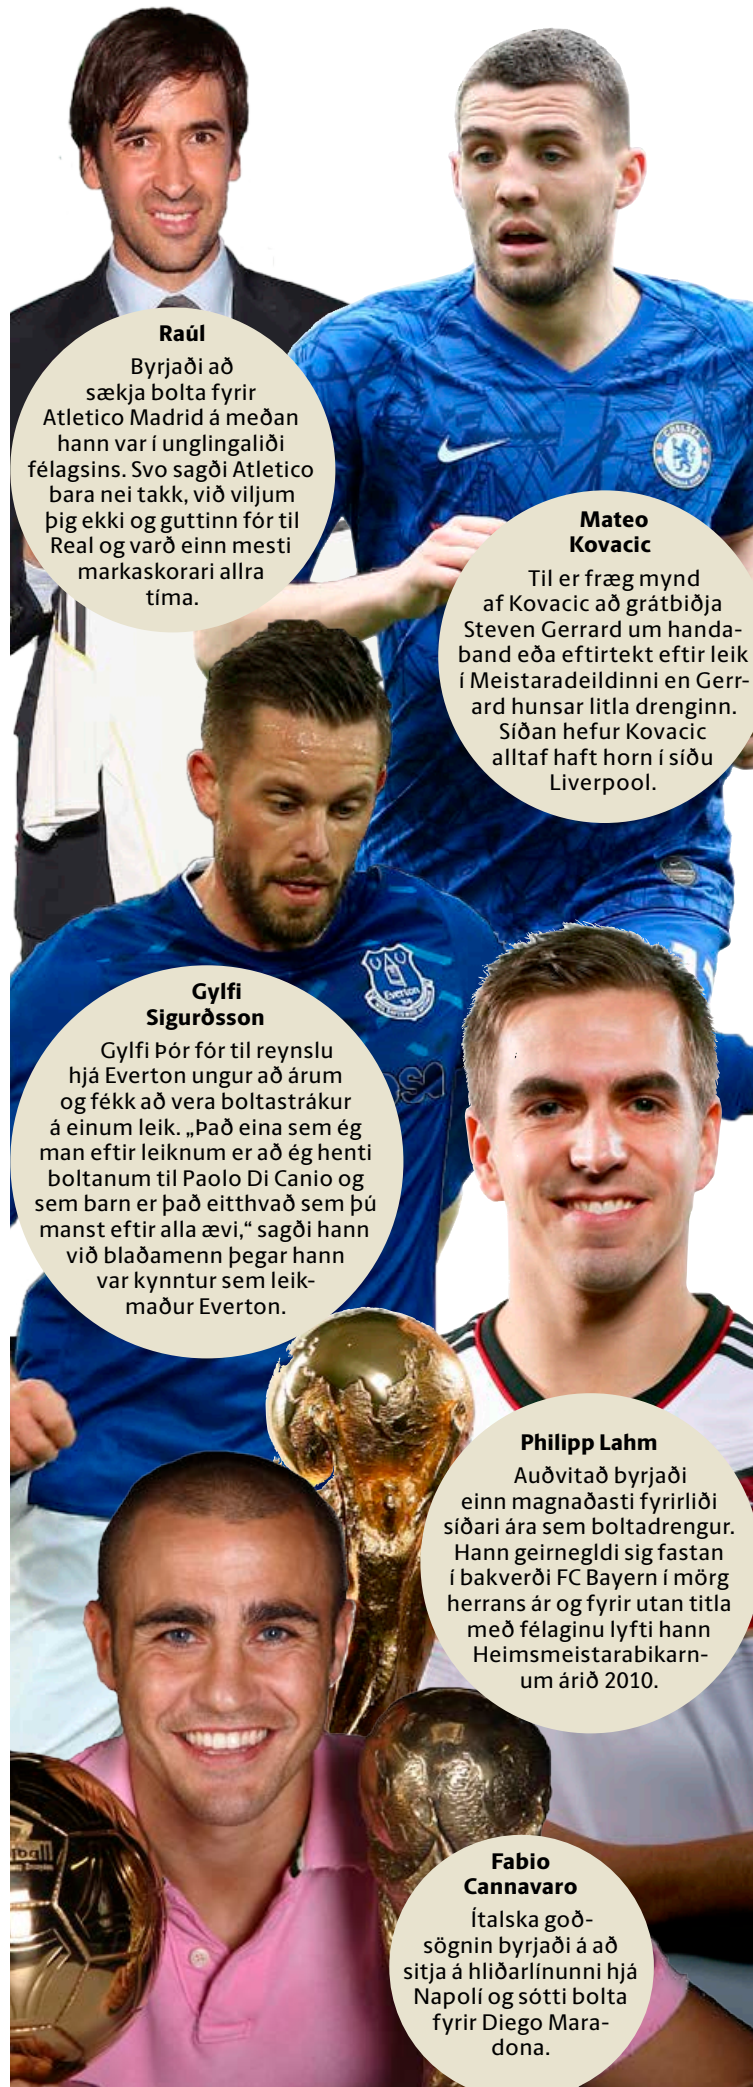 Raúl
Byrjaði að
sækja bolta fyrir
Atletico Madrid á meðan
hann var í unglingaliði
félagsins. Svo sagði Atletico
bara nei takk, við viljum
þig ekki og guttinn fór til
Real og varð einn mesti
markaskorari allra
tíma.
CHELSEA
Mateo
Kovacic
Til er fræg mynd
af Kovacic að grátbiðja
Steven Gerrard um handa-
band eða eftirtekt eftir leik
í Meistaradeildinni en Gerr-
ard hunsar litla drenginn.
Síðan hefur Kovacic
alltaf haft horn í síðu
Liverpool.
Everton
Gylfi
Sigurðsson
Gylfi Þór fór til reynslu
hjá Everton ungur að árum
og fékk að vera boltastrákur
á einum leik. „Það eina sem ég
man eftir leiknum er að ég henti
boltanum til Paolo Di Canio og
sem barn er það eitthvað sem þú
manst eftir alla ævi,“ sagði hann
við blaðamenn þegar hann
var kynntur sem leik-
maður Everton.
Philipp Lahm
Auðvitað byrjaði
einn magnaðasti fyrirliði
síðari ára sem boltadrengur.
Hann geirnegldi sig fastan
í bakverði FC Bayern í mörg
herrans ár og fyrir utan titla
með félaginu lyfti hann
Heimsmeistarabikarn-
um árið 2010.
Fabio
Cannavaro
Ítalska goð-
sögnin byrjaði á að
sitja á hliðarlínunni hjá
Napolí og sótti bolta
fyrir Diego Mara-
dona.